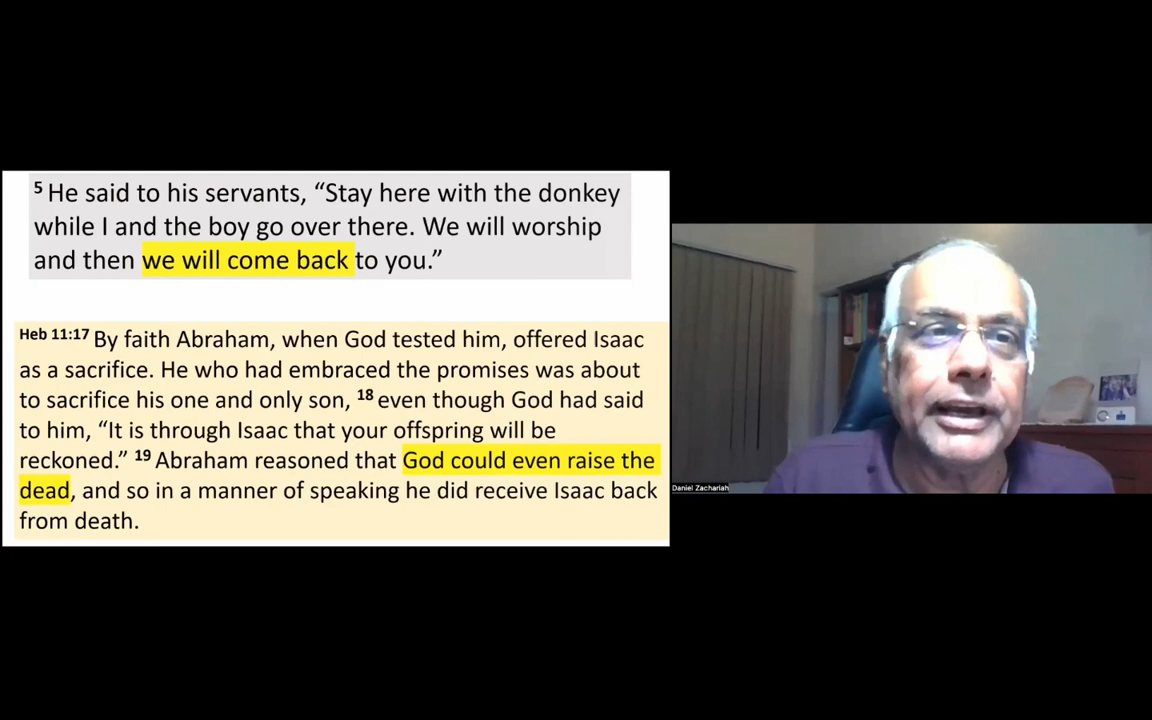 5 He said to his servants, “Stay here with the donkey
while I and the boy go over there. We will worship
and then we will come back to you.”
Heb 11:17 By faith Abraham, when God tested him, offered Isaac
as a sacrifice. He who had embraced the promises was about
to sacrifice his one and only son, 18 even though God had said
to him, “It is through Isaac that your offspring will be
reckoned.” 19 Abraham reasoned that God could even raise the
dead, and so in a manner of speaking he did receive Isaac back
from death.
Daniel Zachariah